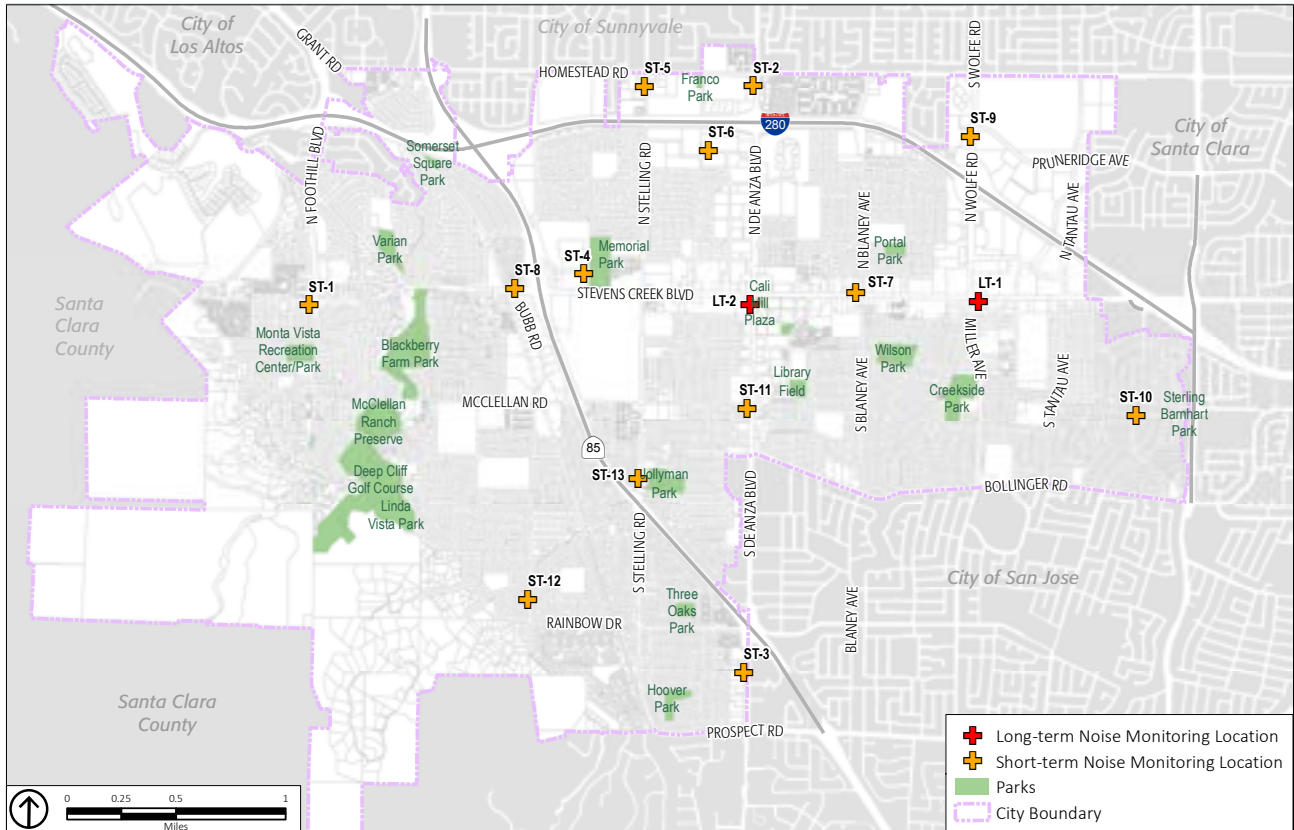 City of
Los Altos
City of Sunnyvale
GRANT RD
HOMESTEAD RD
ST-5
Franco
Park
ST-2
S WOLFE RD
INTERSTATE
280
ST-9
City of
Santa Clara
ST-6
PRUNERIDGE AVE
N FOOTHILL BLVD
Somerset
Square
Park
N STELLING RD
N DE ANZA BLVD
N WOLFE RD
N TANTAU AVE
N BLANEY AVE
Varian
Park
ST-4
Memorial
Park
Portal
Park
ST-8
STEVENS CREEK BLVD
LT-2
Cali
Mill
Plaza
ST-7
LT-1
ST-1
Santa
Clara
County
BUBB RD
MILLER AVE
Monta Vista
Recreation
Center/Park
Blackberry
Farm Park
Wilson
Park
S BLANEY AVE
S TANTAU AVE
Library
Field
Creekside
Park
MCCLELLAN RD
ST-11
ST-10
Sterling
Barnhart
Park
McClellan
Ranch
Preserve
85
ST-13
Jollyman
Park
Deep Cliff
Golf Course
Linda
Vista Park
BOLLINGER RD
S STELLING RD
S DE ANZA BLVD
City of San Jose
ST-12
RAINBOW DR
Three
Oaks
Park
BLANEY AVE
ST-3
Santa Clara
County
Hoover
Park
PROSPECT RD
Long-term Noise Monitoring Location
Short-term Noise Monitoring Location
Parks
City Boundary
0 0.25 0.5 1
Miles